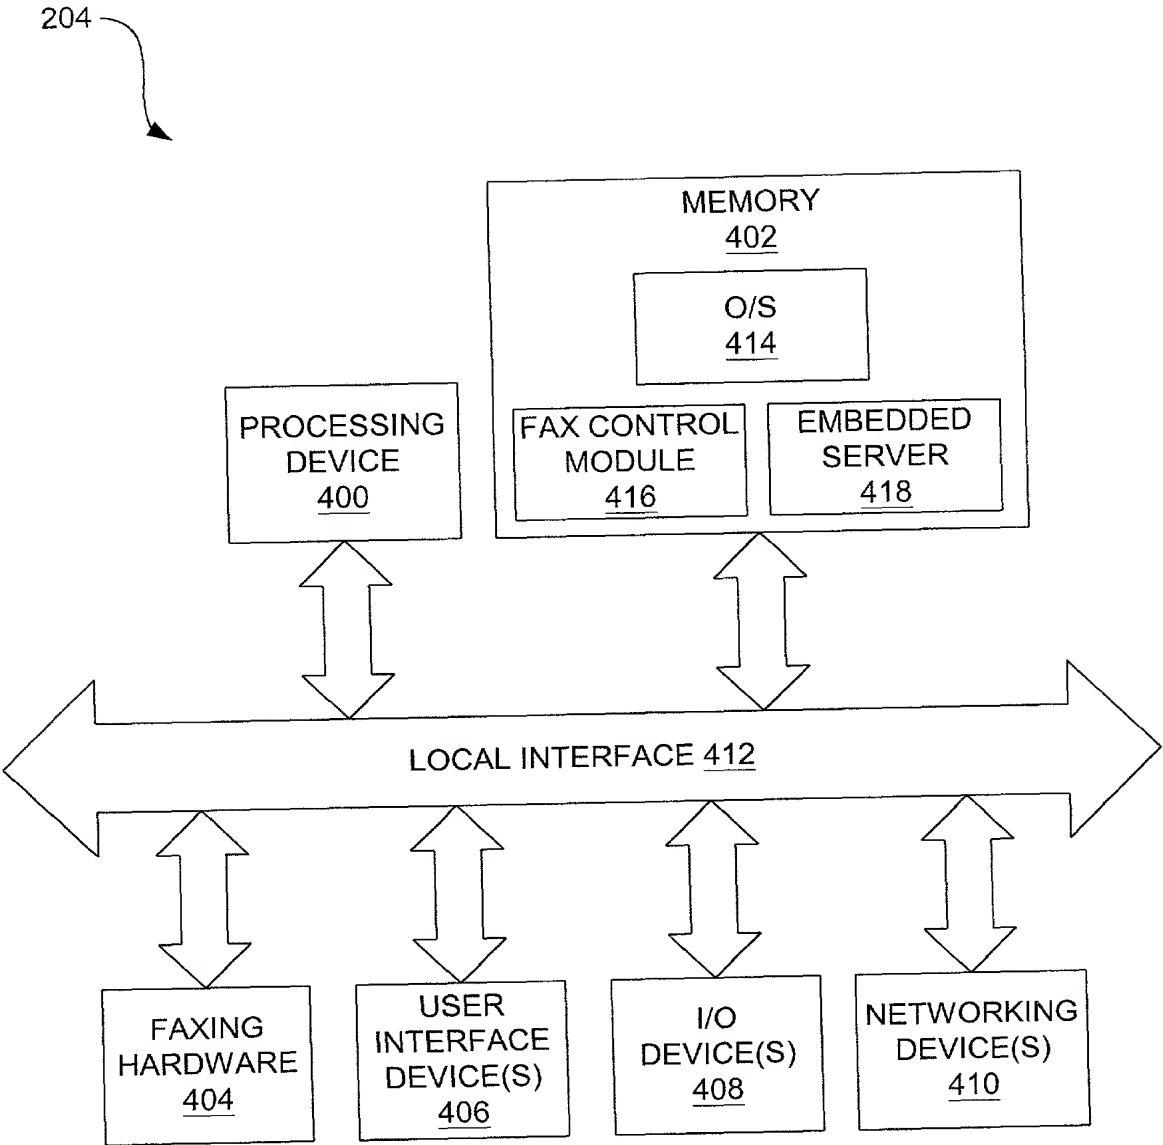 204
MEMORY
402
O/S
414
PROCESSING
DEVICE
400
FAX CONTROL
MODULE
416
EMBEDDED
SERVER
418
LOCAL INTERFACE 412
FAXING
HARDWARE
404
USER
INTERFACE
DEVICE(S)
406
I/O
DEVICE(S)
408
NETWORKING
DEVICE(S)
410